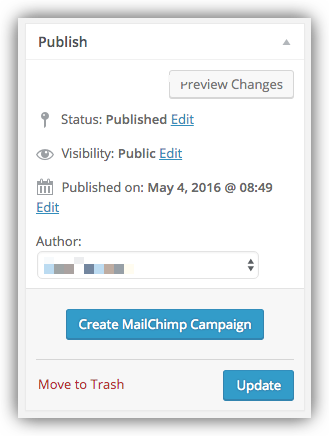 Publish
Preview Changes
Status: Published Edit
Visibility: Public Edit
Published on: May 4, 2016 @ 08:49
Edit
Author:
Create MailChimp Campaign
Move to Trash
Update